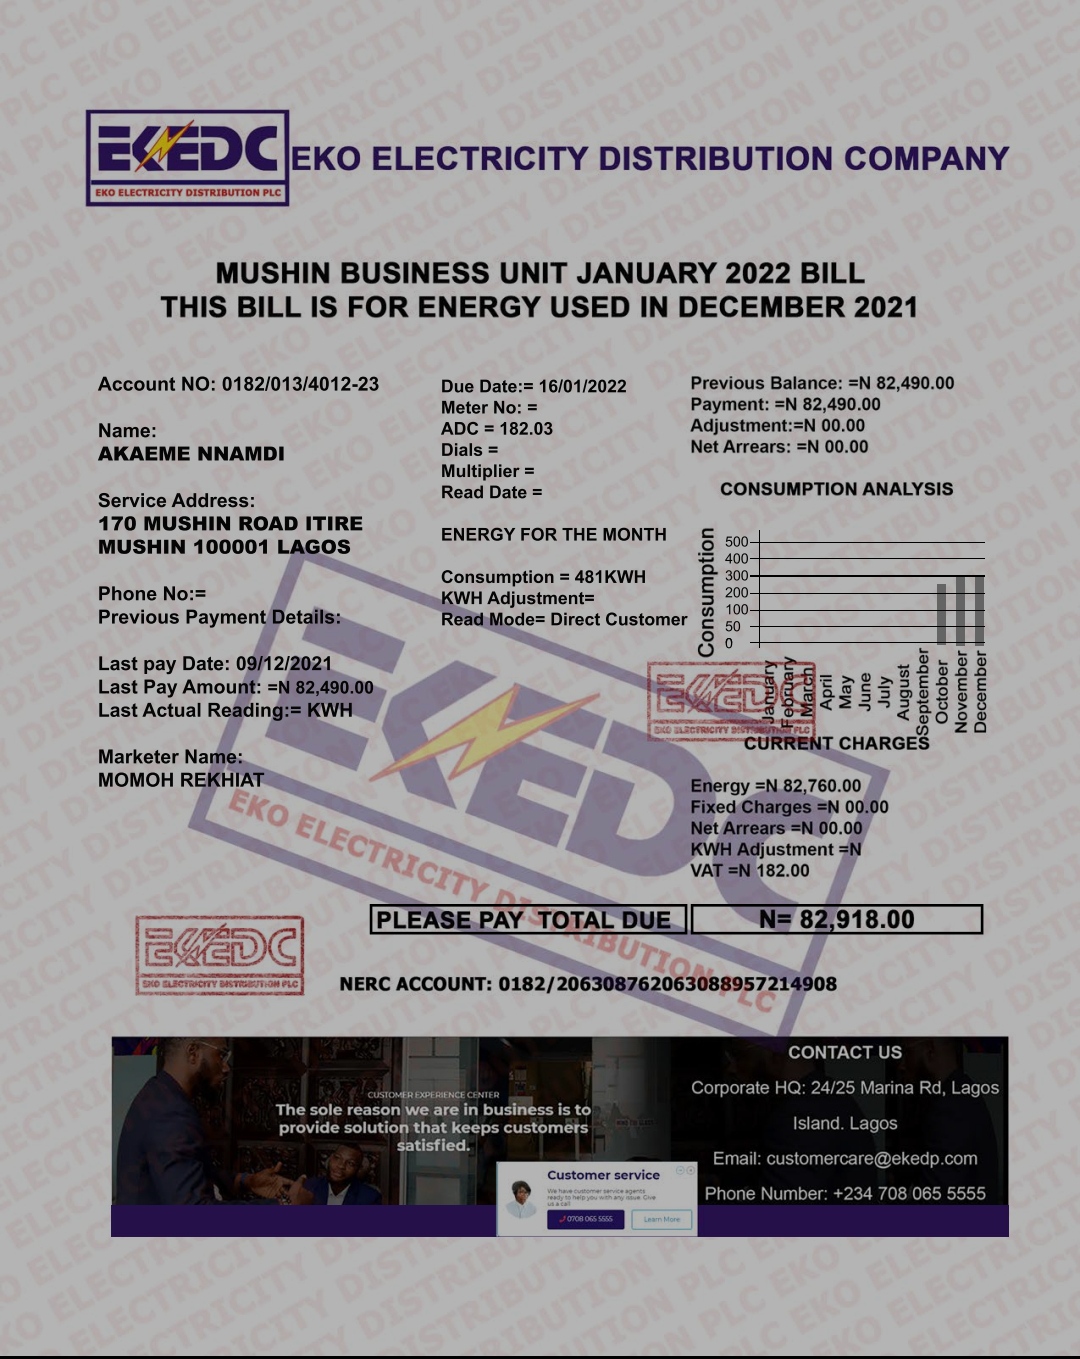 EKEDC
EKO ELECTRICITY DISTRIBUTION PLC
EKO ELECTRICITY DISTRIBUTION COMPANY
MUSHIN BUSINESS UNIT JANUARY 2022 BILL
THIS BILL IS FOR ENERGY USED IN DECEMBER 2021
Account NO: 0182/013/4012-23
Name:
AKAEME NNAMDI
Service Address:
170 MUSHIN ROAD ITIRE
MUSHIN 100001 LAGOS
Phone No:=
Previous Payment Details:
Last pay Date: 09/12/2021
Last Pay Amount: =N 82,490.00
Last Actual Reading:= KWH
Marketer Name:
MOMOH REKHIAT
Due Date:= 16/01/2022
Meter No: =
ADC = 182.03
Dials =
Multiplier =
Read Date =
ENERGY FOR THE MONTH
Consumption = 481KWH
KWH Adjustment=
Read Mode= Direct Customer
Previous Balance: =N 82,490.00
Payment: =N 82,490.00
Adjustment:=N 00.00
Net Arrears: =N 00.00
CONSUMPTION ANALYSIS
Consumption
500
400
300
200
100
50
0
January
February
March
April
May
June
July
August
September
October
November
December
EKEDC
EKO ELECTRICITY DISTRIBUTION PLC
CURRENT CHARGES
Energy =N 82,760.00
Fixed Charges =N 00.00
Net Arrears =N 00.00
KWH Adjustment =N
VAT =N 182.00
EKEDC
EKO ELECTRICITY DISTRIBUTION PLC
PLEASE PAY TOTAL DUE
N= 82,918.00
EKEDC
EKO ELECTRICITY DISTRIBUTION PLC
NERC ACCOUNT: 0182/206308762063088957214908
CUSTOMER EXPERIENCE CENTER
The sole reason we are in business is to
provide solution that keeps customers
satisfied.
Customer service
We have customer service agents
ready to help you with any issue. Give
us a call
0708 065 5555
Learn More
CONTACT US
Corporate HQ: 24/25 Marina Rd, Lagos
Island. Lagos
Email: customercare@ekedp.com
Phone Number: +234 708 065 5555